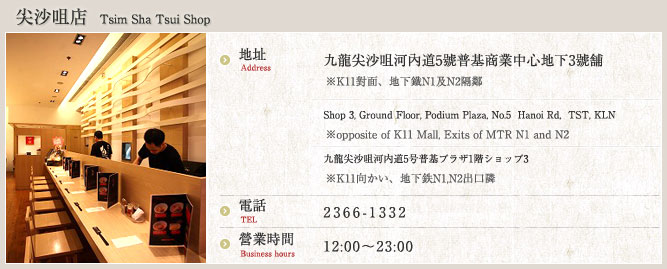 尖沙咀店 Tsim Sha Tsui Shop
地址
Address
九龍尖沙咀河內道5號普基商業中心地下3號舖
※K11對面、地下鐵N1及N2隔鄰
Shop 3, Ground Floor, Podium Plaza, No.5 Hanoi Rd, TST, KLN
※opposite of K11 Mall, Exits of MTR N1 and N2
九龍尖沙咀河內道5号普基プラザ1階ショップ3
※K11向かい、地下鉄N1,N2出口隣
電話
TEL
2366-1332
營業時間
Business hours
12:00～23:00